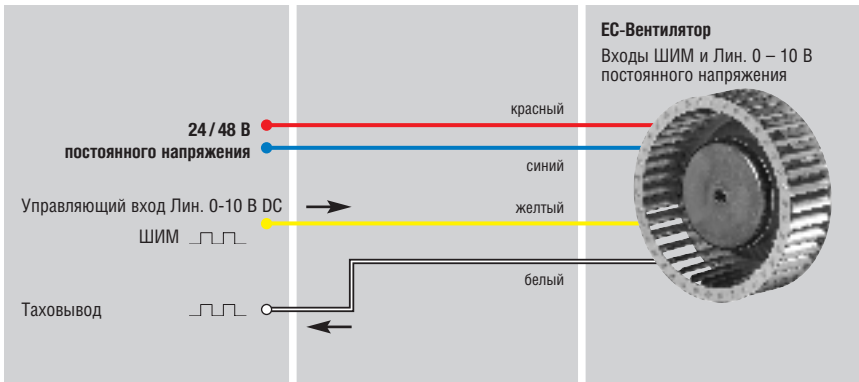 ЕС-Вентилятор
Входы ШИМ и Лин. 0 – 10 В
постоянного напряжения
красный
24 / 48 В
постоянного напряжения
синий
Управляющий вход Лин. 0-10 В DC
желтый
ШИМ
белый
Таховывод